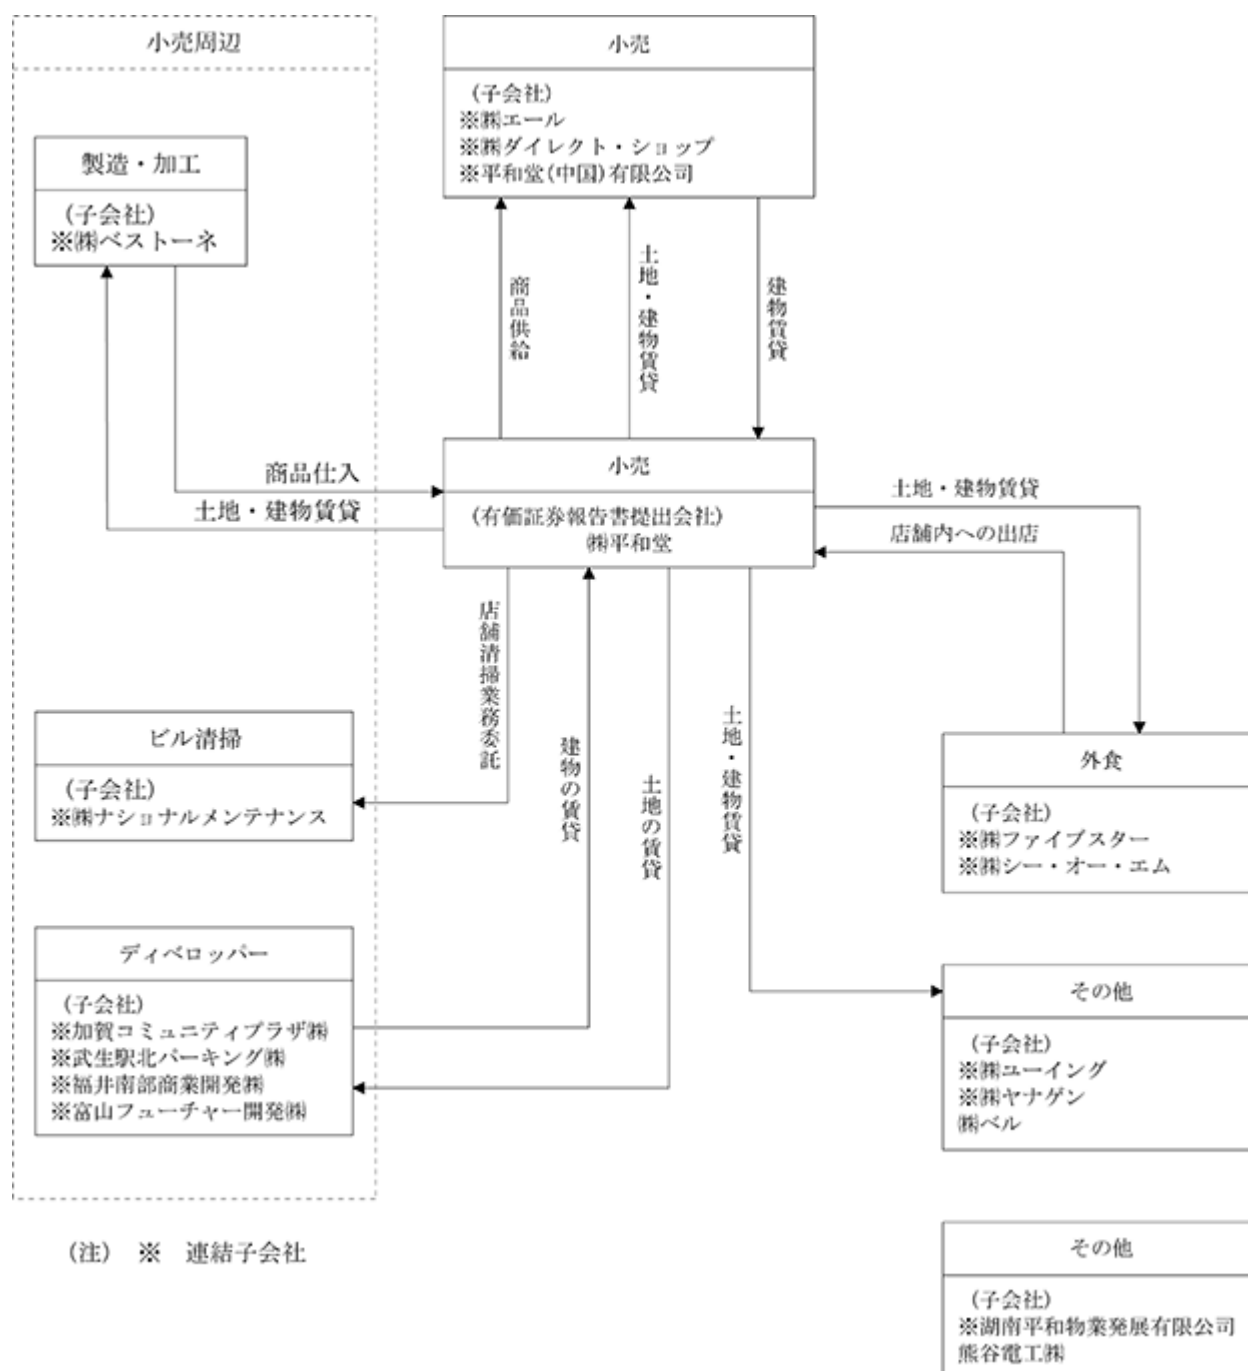 小売周辺
製造・加工
(子会社)
※㈱ベストーネ
小売
(子会社)
※㈱エール
※㈱ダイレクト・ショップ
※平和堂(中国)有限公司
商品供給
土地・建物賃貸
建物賃貸
商品仕入
土地・建物賃貸
小売
(有価証券報告書提出会社)
㈱平和堂
土地・建物賃貸
店舗内への出店
店舗清掃業務委託
建物の賃貸
土地の賃貸
土地・建物賃貸
ビル清掃
(子会社)
※㈱ナショナルメンテナンス
外食
(子会社)
※㈱ファイブスター
※㈱シー・オー・エム
ディベロッパー
(子会社)
※加賀コミュニティプラザ㈱
※武生駅北パーキング㈱
※福井南部商業開発㈱
※富山フューチャー開発㈱
その他
(子会社)
※㈱ユーイング
※㈱ヤナゲン
㈱ベル
(注) ※ 連結子会社
その他
(子会社)
※湖南平和物業発展有限公司
熊谷電工㈱